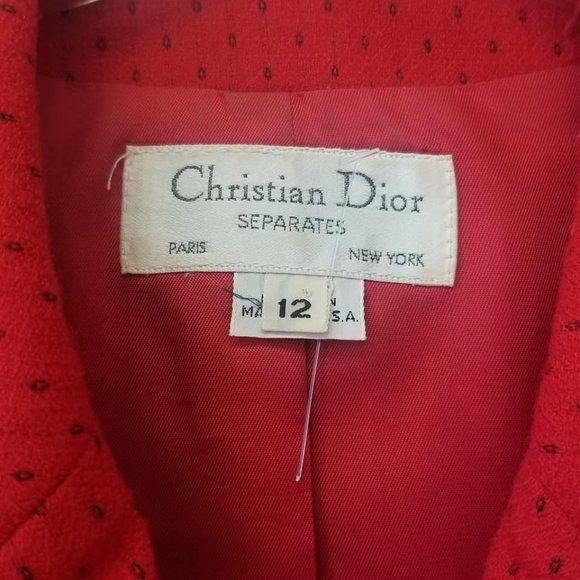 Christian Dior
SEPARATES
PARIS NEW YORK
12
S.A.